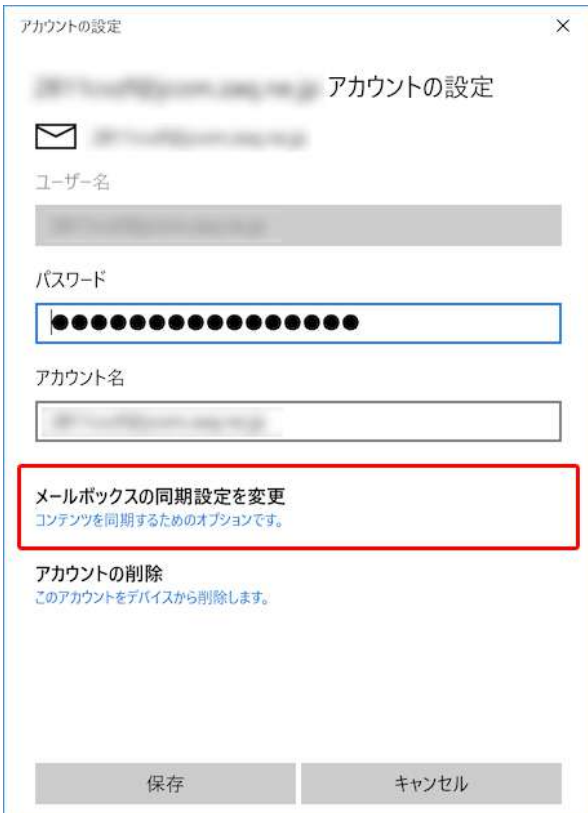 アカウントの設定
アカウントの設定
ユーザー名
パスワード
●●●●●●●●●●●●●●●●
アカウント名
メールボックスの同期設定を変更
コンテンツを同期するためのオプションです。
アカウントの削除
このアカウントをデバイスから削除します。
保存
キャンセル